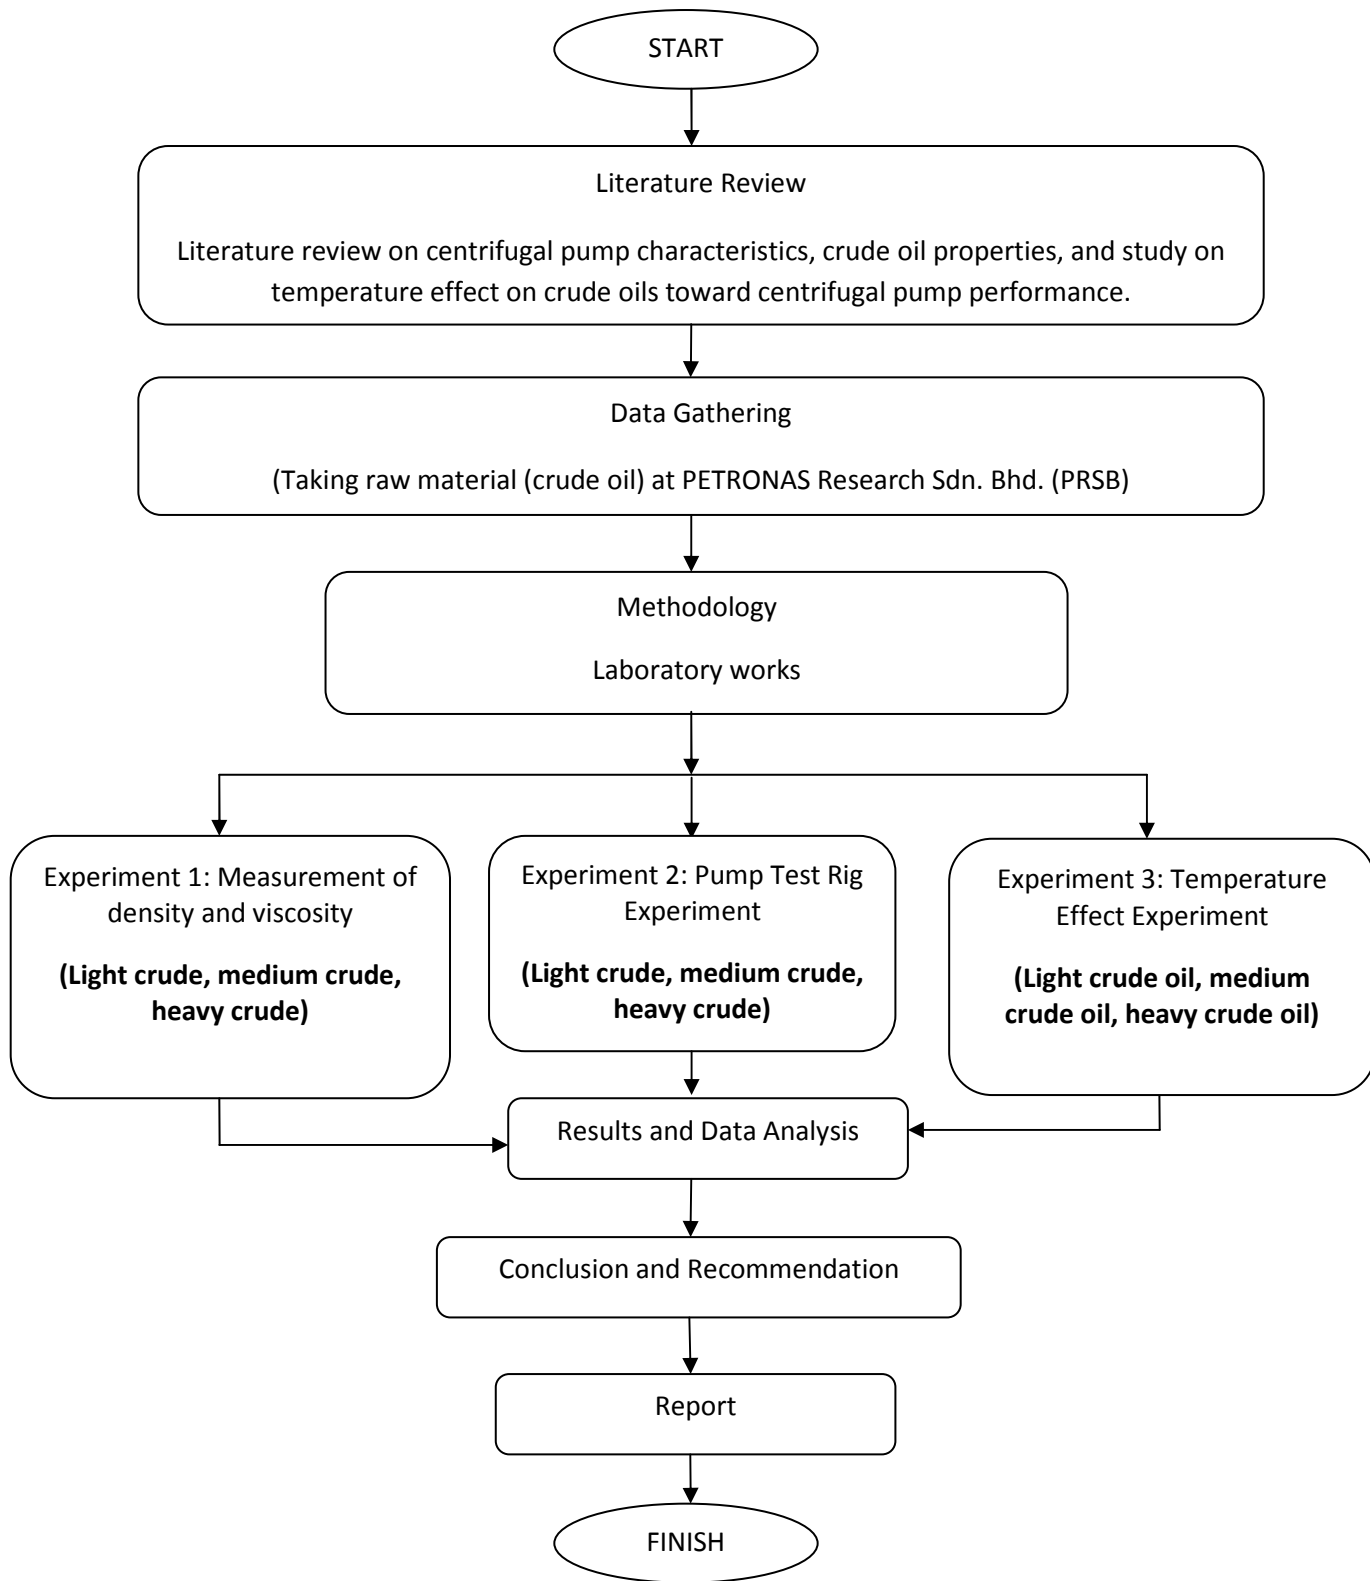 START
Literature Review
Literature review on centrifugal pump characteristics, crude oil properties, and study on
temperature effect on crude oils toward centrifugal pump performance.
Data Gathering
(Taking raw material (crude oil) at PETRONAS Research Sdn. Bhd. (PRSB)
Methodology
Laboratory works
Experiment 1: Measurement of
density and viscosity
(Light crude, medium crude,
heavy crude)
Experiment 2: Pump Test Rig
Experiment
(Light crude, medium crude,
heavy crude)
Experiment 3: Temperature
Effect Experiment
(Light crude oil, medium
crude oil, heavy crude oil)
Results and Data Analysis
Conclusion and Recommendation
Report
FINISH